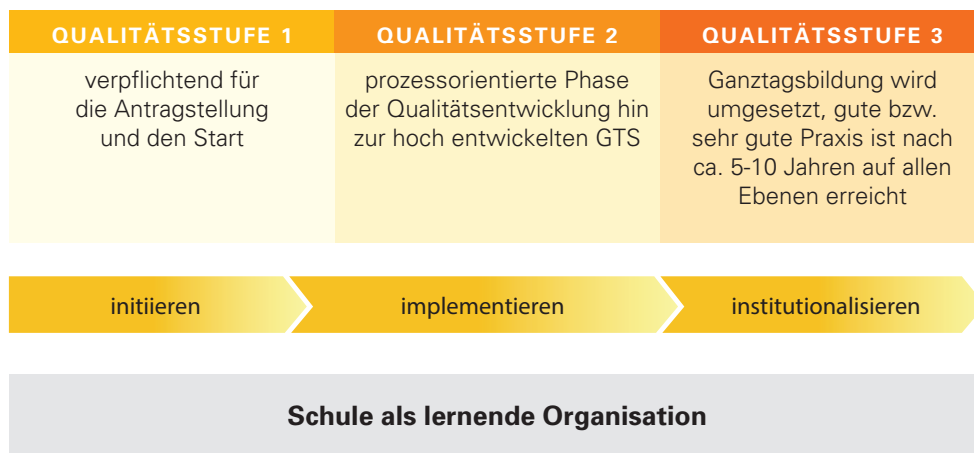 QUALITÄTSSTUFE 1
verpflichtend für
die Antragstellung
und den Start
QUALITÄTSSTUFE 2
prozessorientierte Phase
der Qualitätsentwicklung hin
zur hoch entwickelten GTS
QUALITÄTSSTUFE 3
Ganztagsbildung wird
umgesetzt, gute bzw.
sehr gute Praxis ist nach
ca. 5-10 Jahren auf allen
Ebenen erreicht
initiieren
implementieren
institutionalisieren
Schule als lernende Organisation